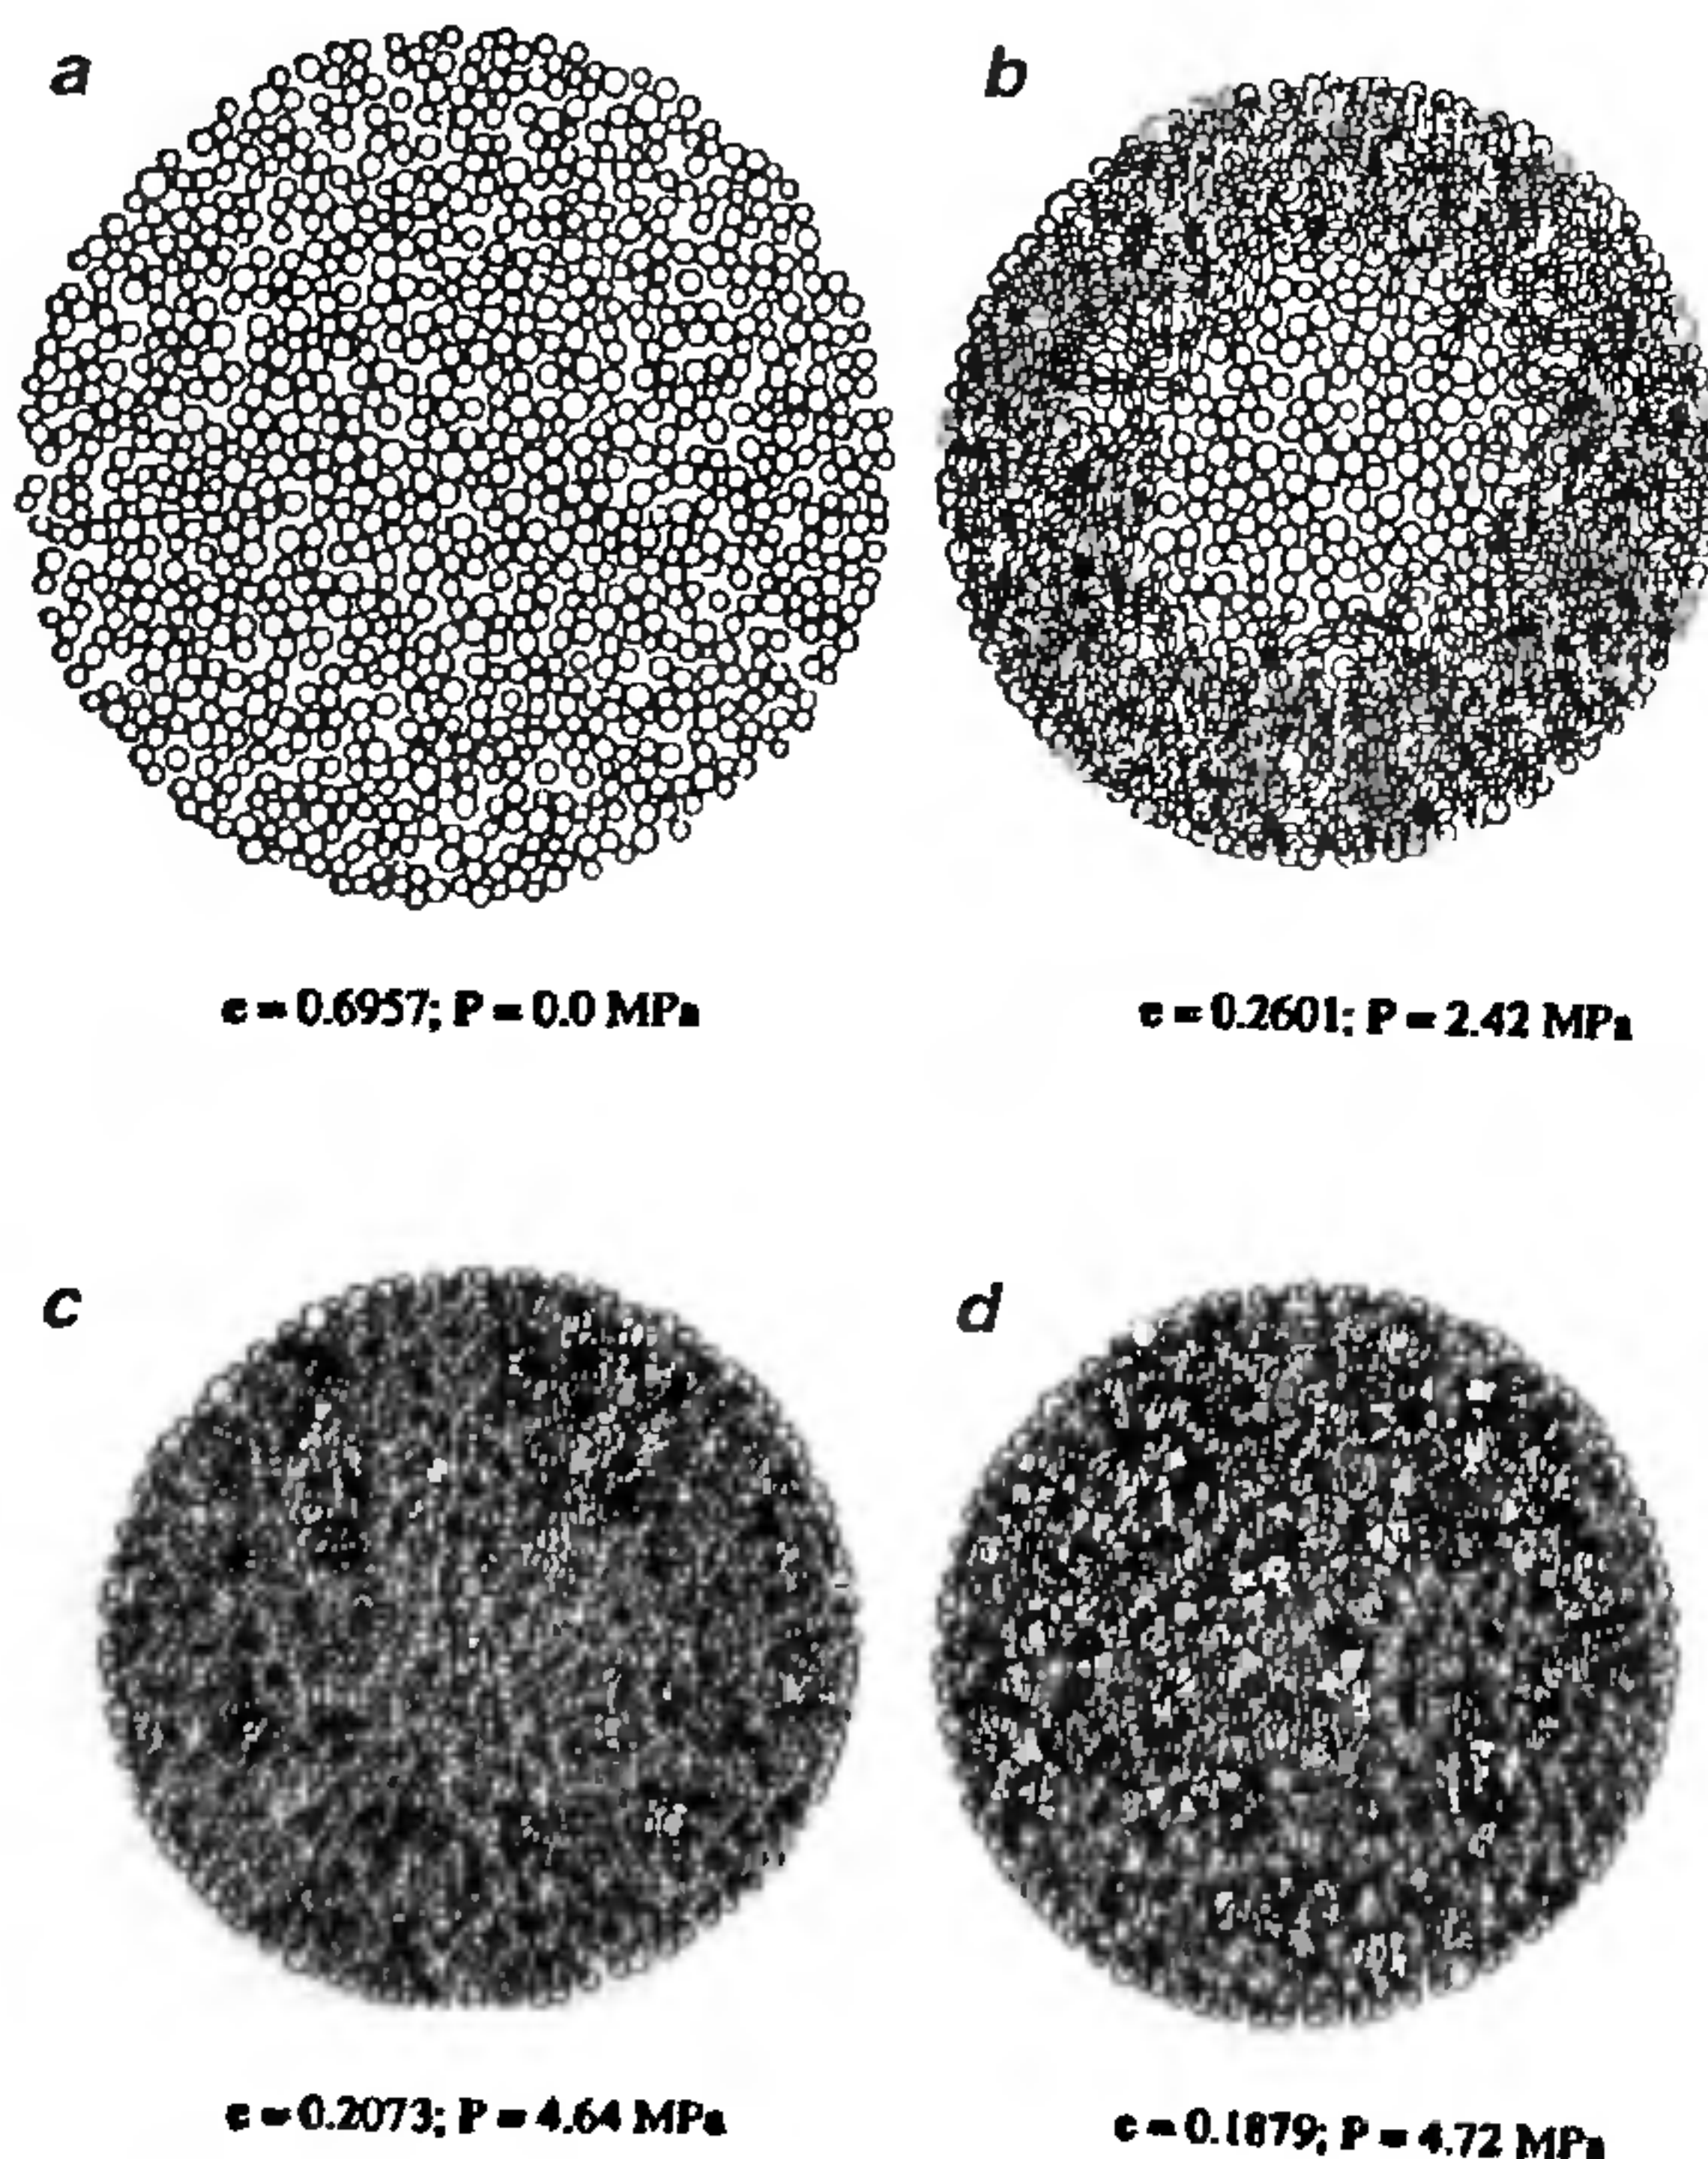 a
b
e = 0.6957; P = 0.0 MPa
e = 0.2601; P = 2.42 MPa
c
d
e = 0.2073; P = 4.64 MPa
e = 0.1879; P = 4.72 MPa